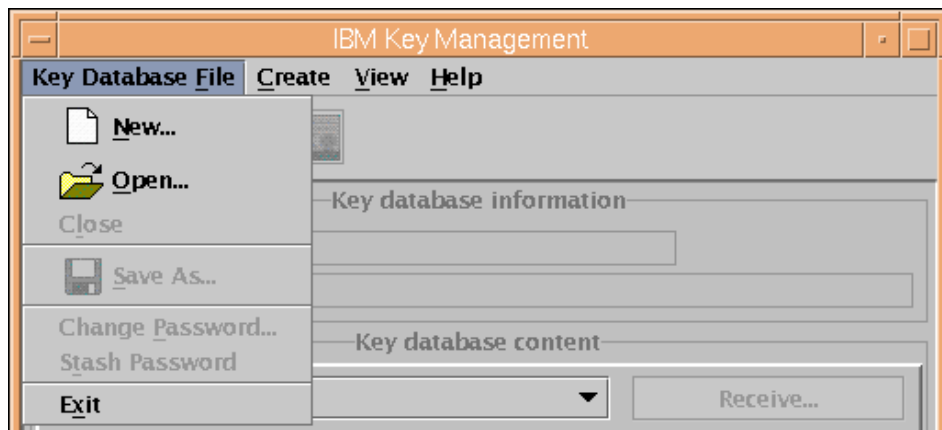 IBM Key Management
Key Database File Create View Help
New...
Open...
Close
Save As...
Change Password...
Stash Password
Exit
Key database information
Key database content
Receive...